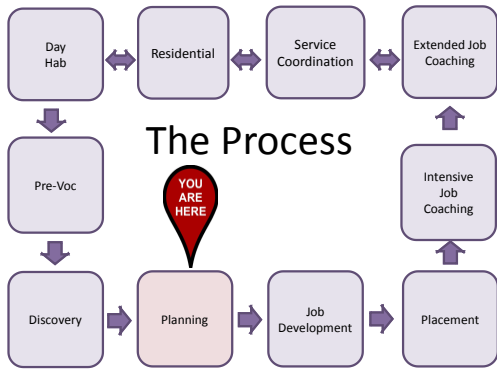 Day
Hab
Residential
Service
Coordination
Extended Job
Coaching
The Process
YOU
ARE
HERE
Pre-Voc
Intensive
Job
Coaching
Discovery
Planning
Job
Development
Placement